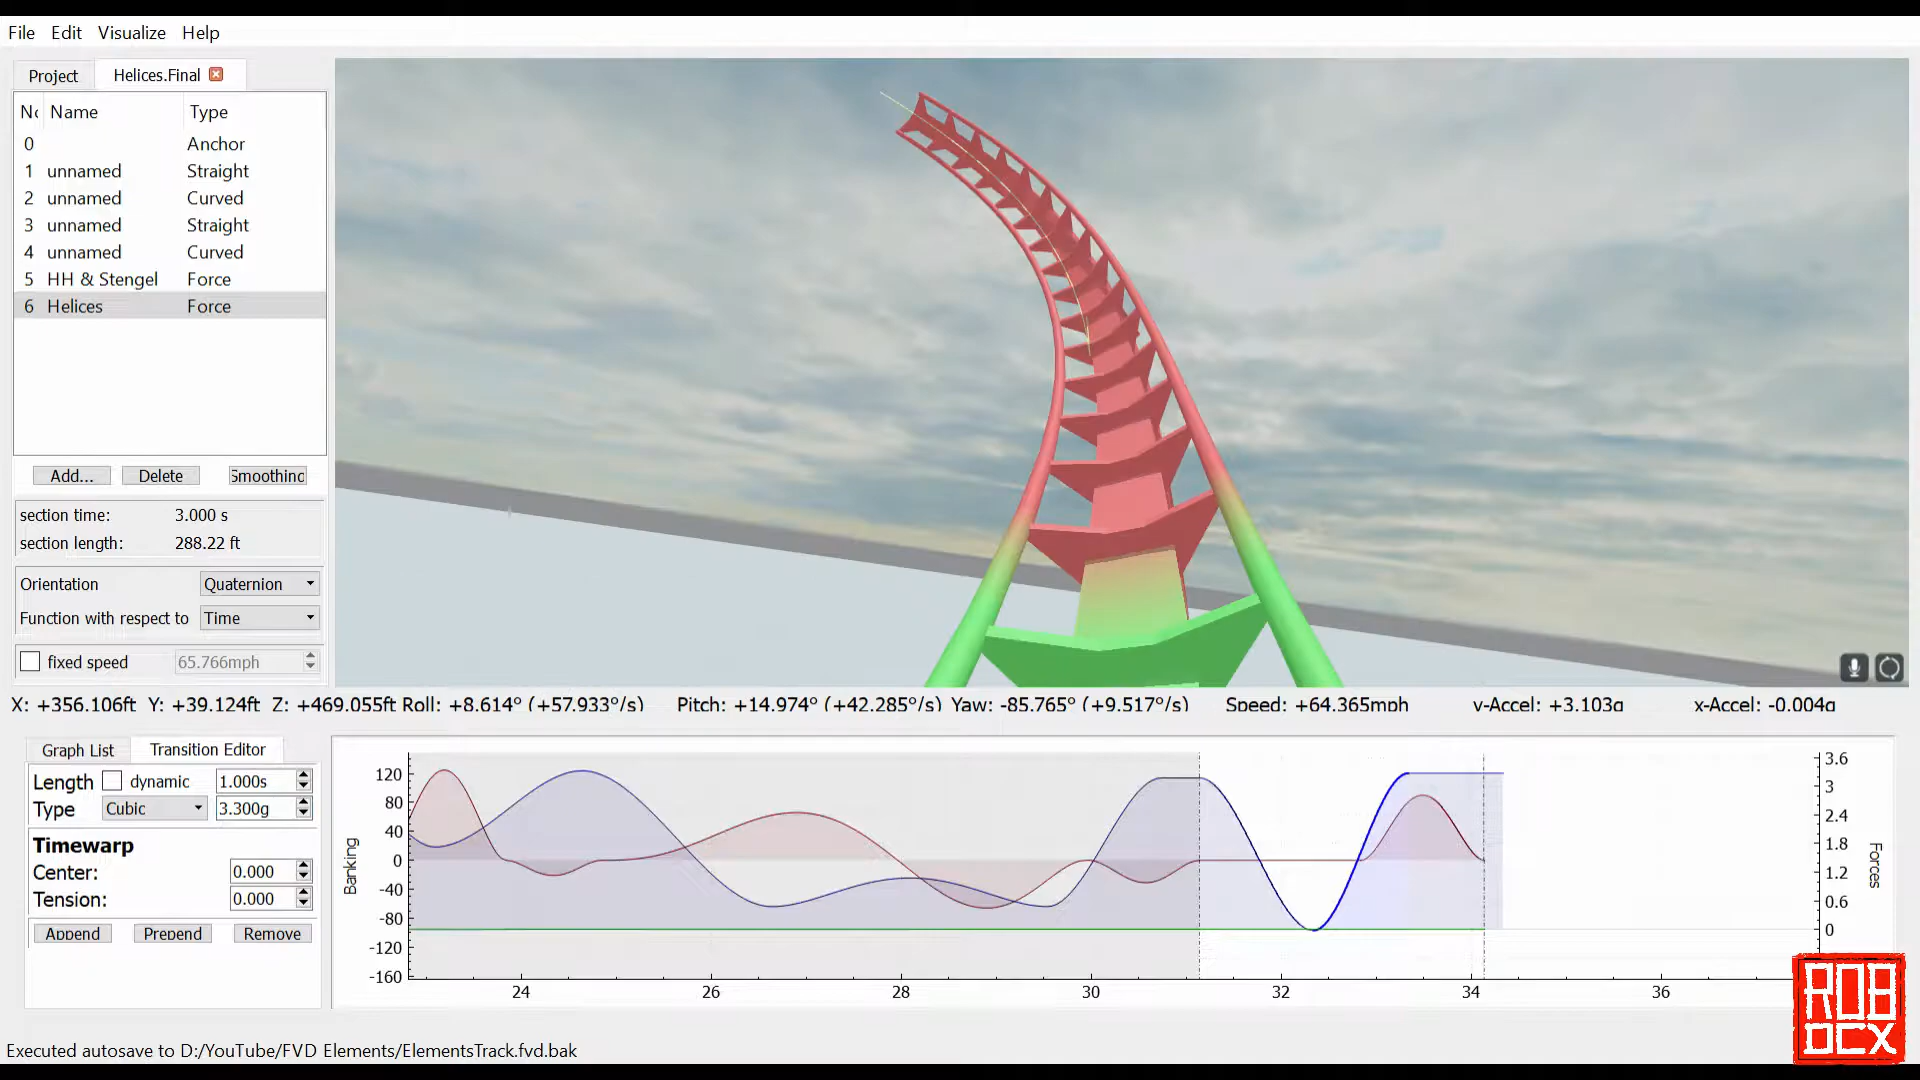 File Edit Visualize Help
Project Helices.Final
Name Type
0 Anchor
1 unnamed Straight
2 unnamed Curved
3 unnamed Straight
4 unnamed Curved
5 HH & Stengel Force
6 Helices Force
Add... Delete Smoothing
section time: 3.000 s
section length: 288.22 ft
Orientation Quaternion
Function with respect to Time
fixed speed 65.766mph
X: +356.106ft Y: +39.124ft Z: +469.055ft Roll: +8.614° (+57.933°/s) Pitch: +14.974° (+42.285°/s) Yaw: -85.765° (+9.517°/s) Speed: +64.365mph y-Accel: +3.103g x-Accel: -0.004g
Graph List Transition Editor
Length dynamic 1.000s
Type Cubic 3.300g
Timewarp
Center: 0.000
Tension: 0.000
Append Prepend Remove
Banking
120
80
40
0
-40
-80
-120
-160
24 26 28 30 32 34 36
3.6
3
2.4
1.8
1.2
0.6
0
Forces
Executed autosave to D:/YouTube/FVD Elements/ElementsTrack.fvd.bak
ROB
OCX